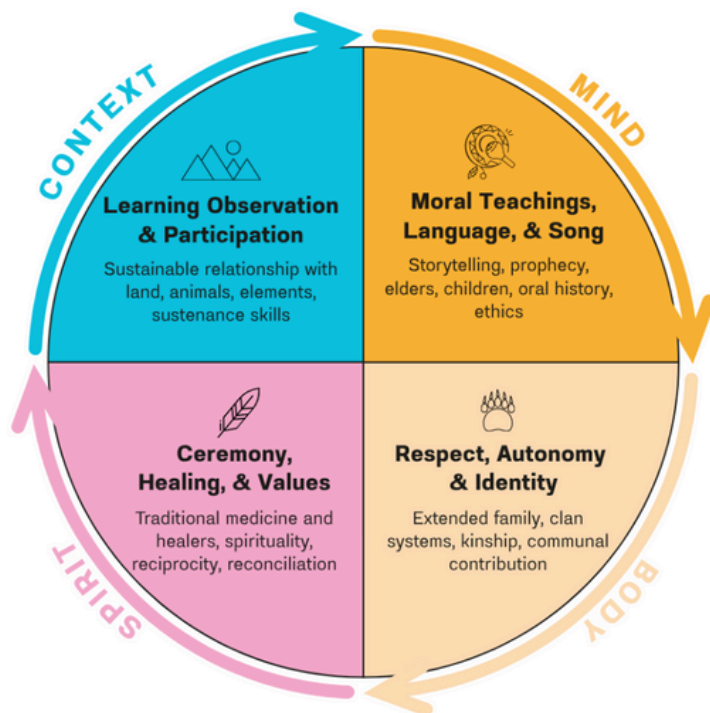 CONTEXT
MIND
Learning Observation
& Participation
Sustainable relationship with
land, animals, elements,
sustenance skills
Moral Teachings,
Language, & Song
Storytelling, prophecy,
elders, children, oral history,
ethics
Ceremony,
Healing, & Values
Traditional medicine and
healers, spirituality,
reciprocity, reconciliation
Respect, Autonomy
& Identity
Extended family, clan
systems, kinship, communal
contribution
SPIRIT
BODY